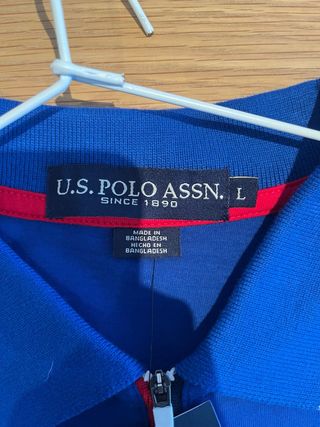 U.S. POLO ASSN. L
SINCE 1890
MADE IN
BANGLADESH
HECHO EN
BANGLADESH